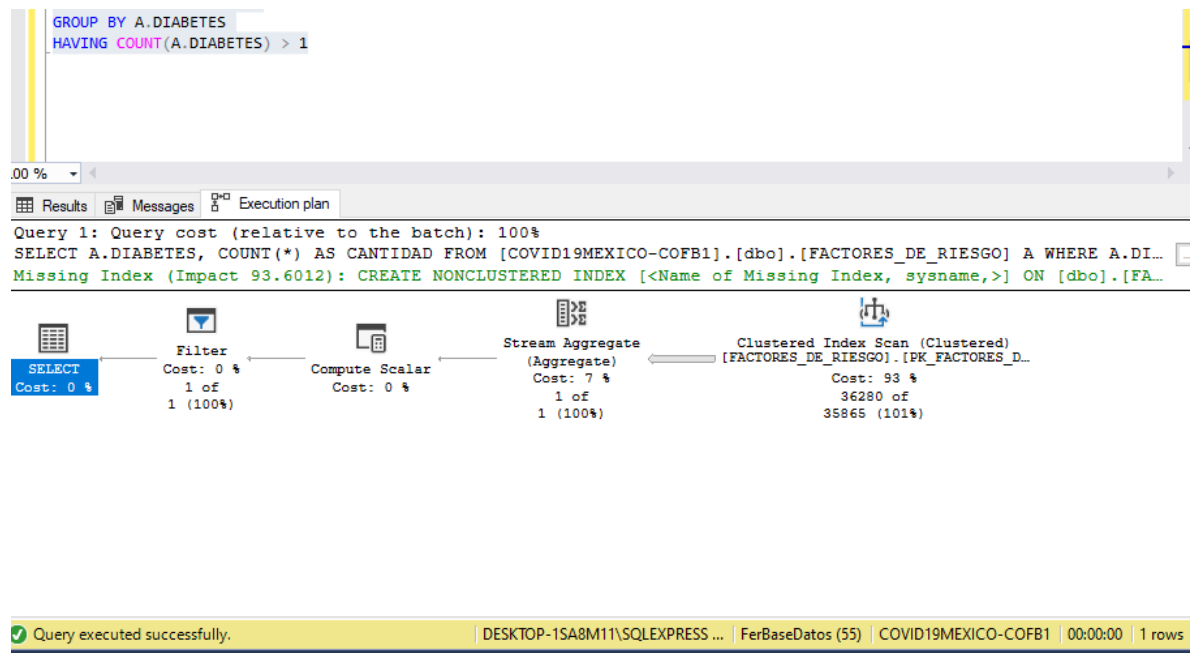 GROUP BY A.DIABETES
HAVING COUNT(A.DIABETES) > 1
.00 %
Results Messages Execution plan
Query 1: Query cost (relative to the batch): 100%
SELECT A.DIABETES, COUNT(*) AS CANTIDAD FROM [COVID19MEXICO-COFB1].[dbo].[FACTORES_DE_RIESGO] A WHERE A.DI…
Missing Index (Impact 93.6012): CREATE NONCLUSTERED INDEX [<Name of Missing Index, sysname,>] ON [dbo].[FA…
SELECT
Cost: 0 %
Filter
Cost: 0 %
1 of
1 (100%)
Compute Scalar
Cost: 0 %
Stream Aggregate
(Aggregate)
Cost: 7 %
1 of
1 (100%)
Clustered Index Scan (Clustered)
[FACTORES_DE_RIESGO].[PK_FACTORES_D…
Cost: 93 %
36280 of
35865 (101%)
Query executed successfully. DESKTOP-1SA8M11\SQLEXPRESS ... FerBaseDatos (55) COVID19MEXICO-COFB1 00:00:00 1 rows